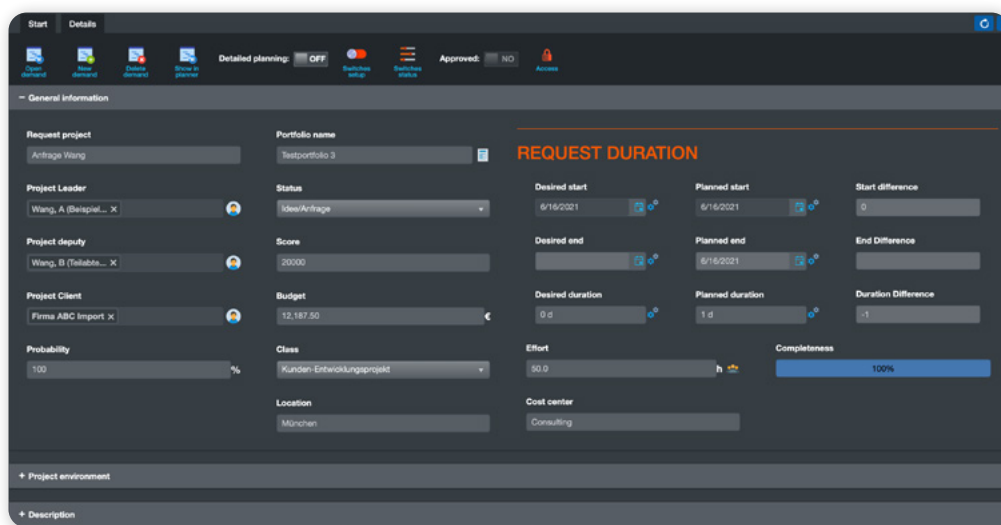 Start Details
Open demand New demand Delete demand Show in planner Detailed planning: OFF Switches setup Switches status Approved: NO Access
− General information
Request project Portfolio name
Anfrage Wang Testportfolio 3
REQUEST DURATION
Project Leader Status Desired start Planned start Start difference
Wang, A (Beispiel... X Idee/Anfrage 6/16/2021 6/16/2021 0
Project deputy Score Desired end Planned end End Difference
Wang, B (Teilabte... X 20000 6/16/2021
Project Client Budget Desired duration Planned duration Duration Difference
Firma ABC Import X 12,187.50 € 0 d 1 d -1
Probability Class Effort Completeness
100 % Kunden-Entwicklungsprojekt 50.0 h 100%
Location Cost center
München Consulting
+ Project environment
+ Description